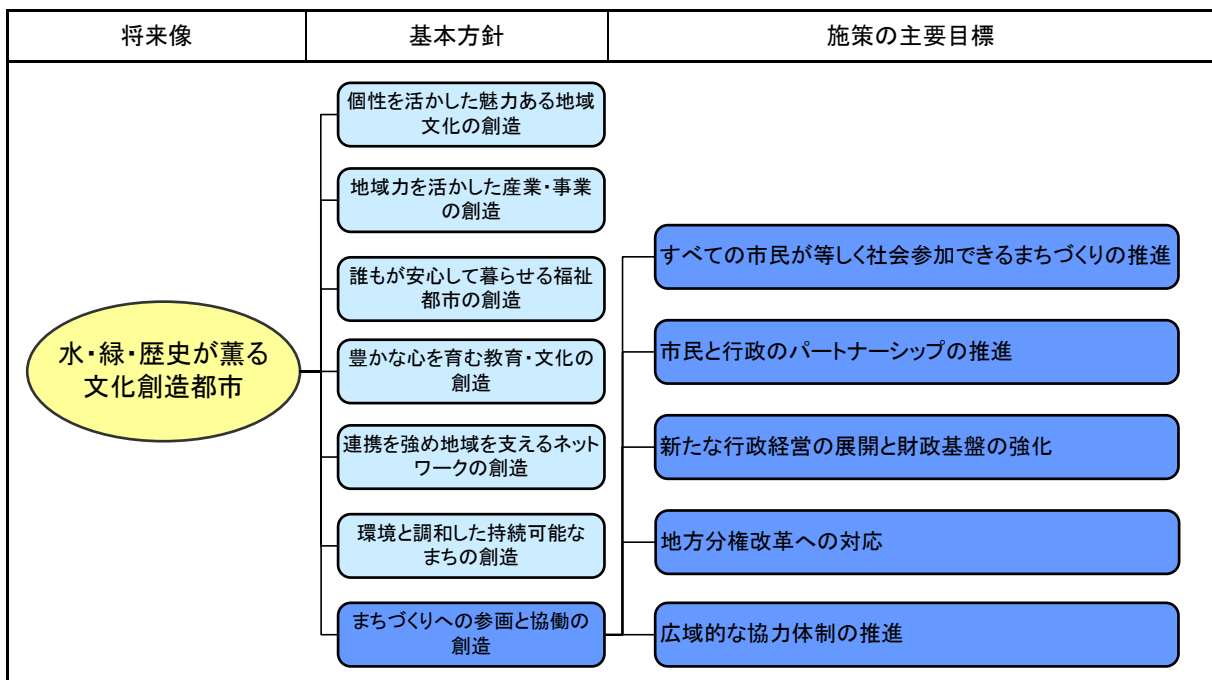 将来像
基本方針
施策の主要目標
水・緑・歴史が薫る
文化創造都市
個性を活かした魅力ある地域
文化の創造
地域力を活かした産業・事業
の創造
誰もが安心して暮らせる福祉
都市の創造
豊かな心を育む教育・文化の
創造
連携を強め地域を支えるネット
ワークの創造
環境と調和した持続可能な
まちの創造
まちづくりへの参画と協働の
創造
すべての市民が等しく社会参加できるまちづくりの推進
市民と行政のパートナーシップの推進
新たな行政経営の展開と財政基盤の強化
地方分権改革への対応
広域的な協力体制の推進